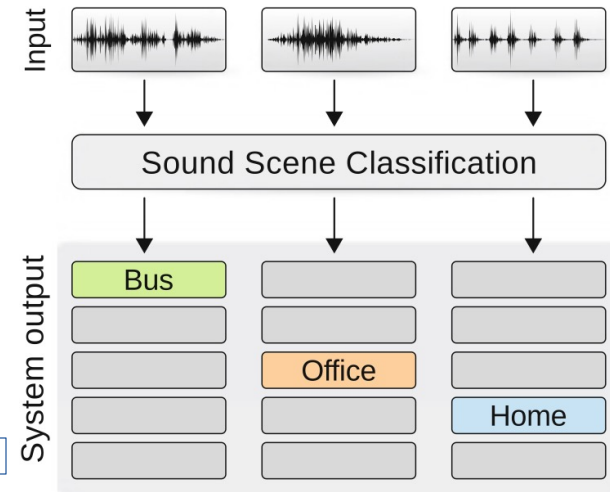 Input
Sound Scene Classification
System output
Bus
Office
Home